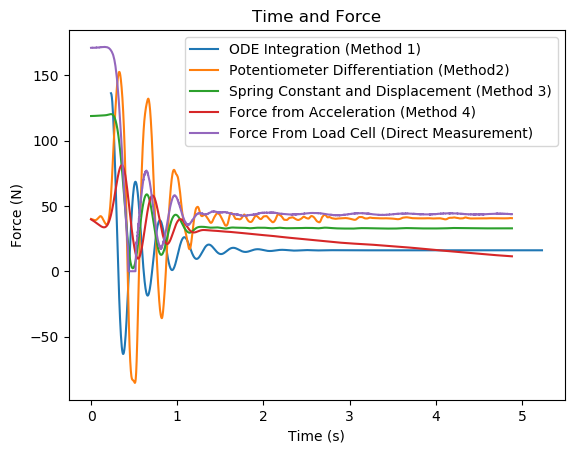 Time and Force
ODE Integration (Method 1)
Potentiometer Differentiation (Method2)
Spring Constant and Displacement (Method 3)
Force from Acceleration (Method 4)
Force From Load Cell (Direct Measurement)
150
100
50
0
−50
Force (N)
0 1 2 3 4 5
Time (s)